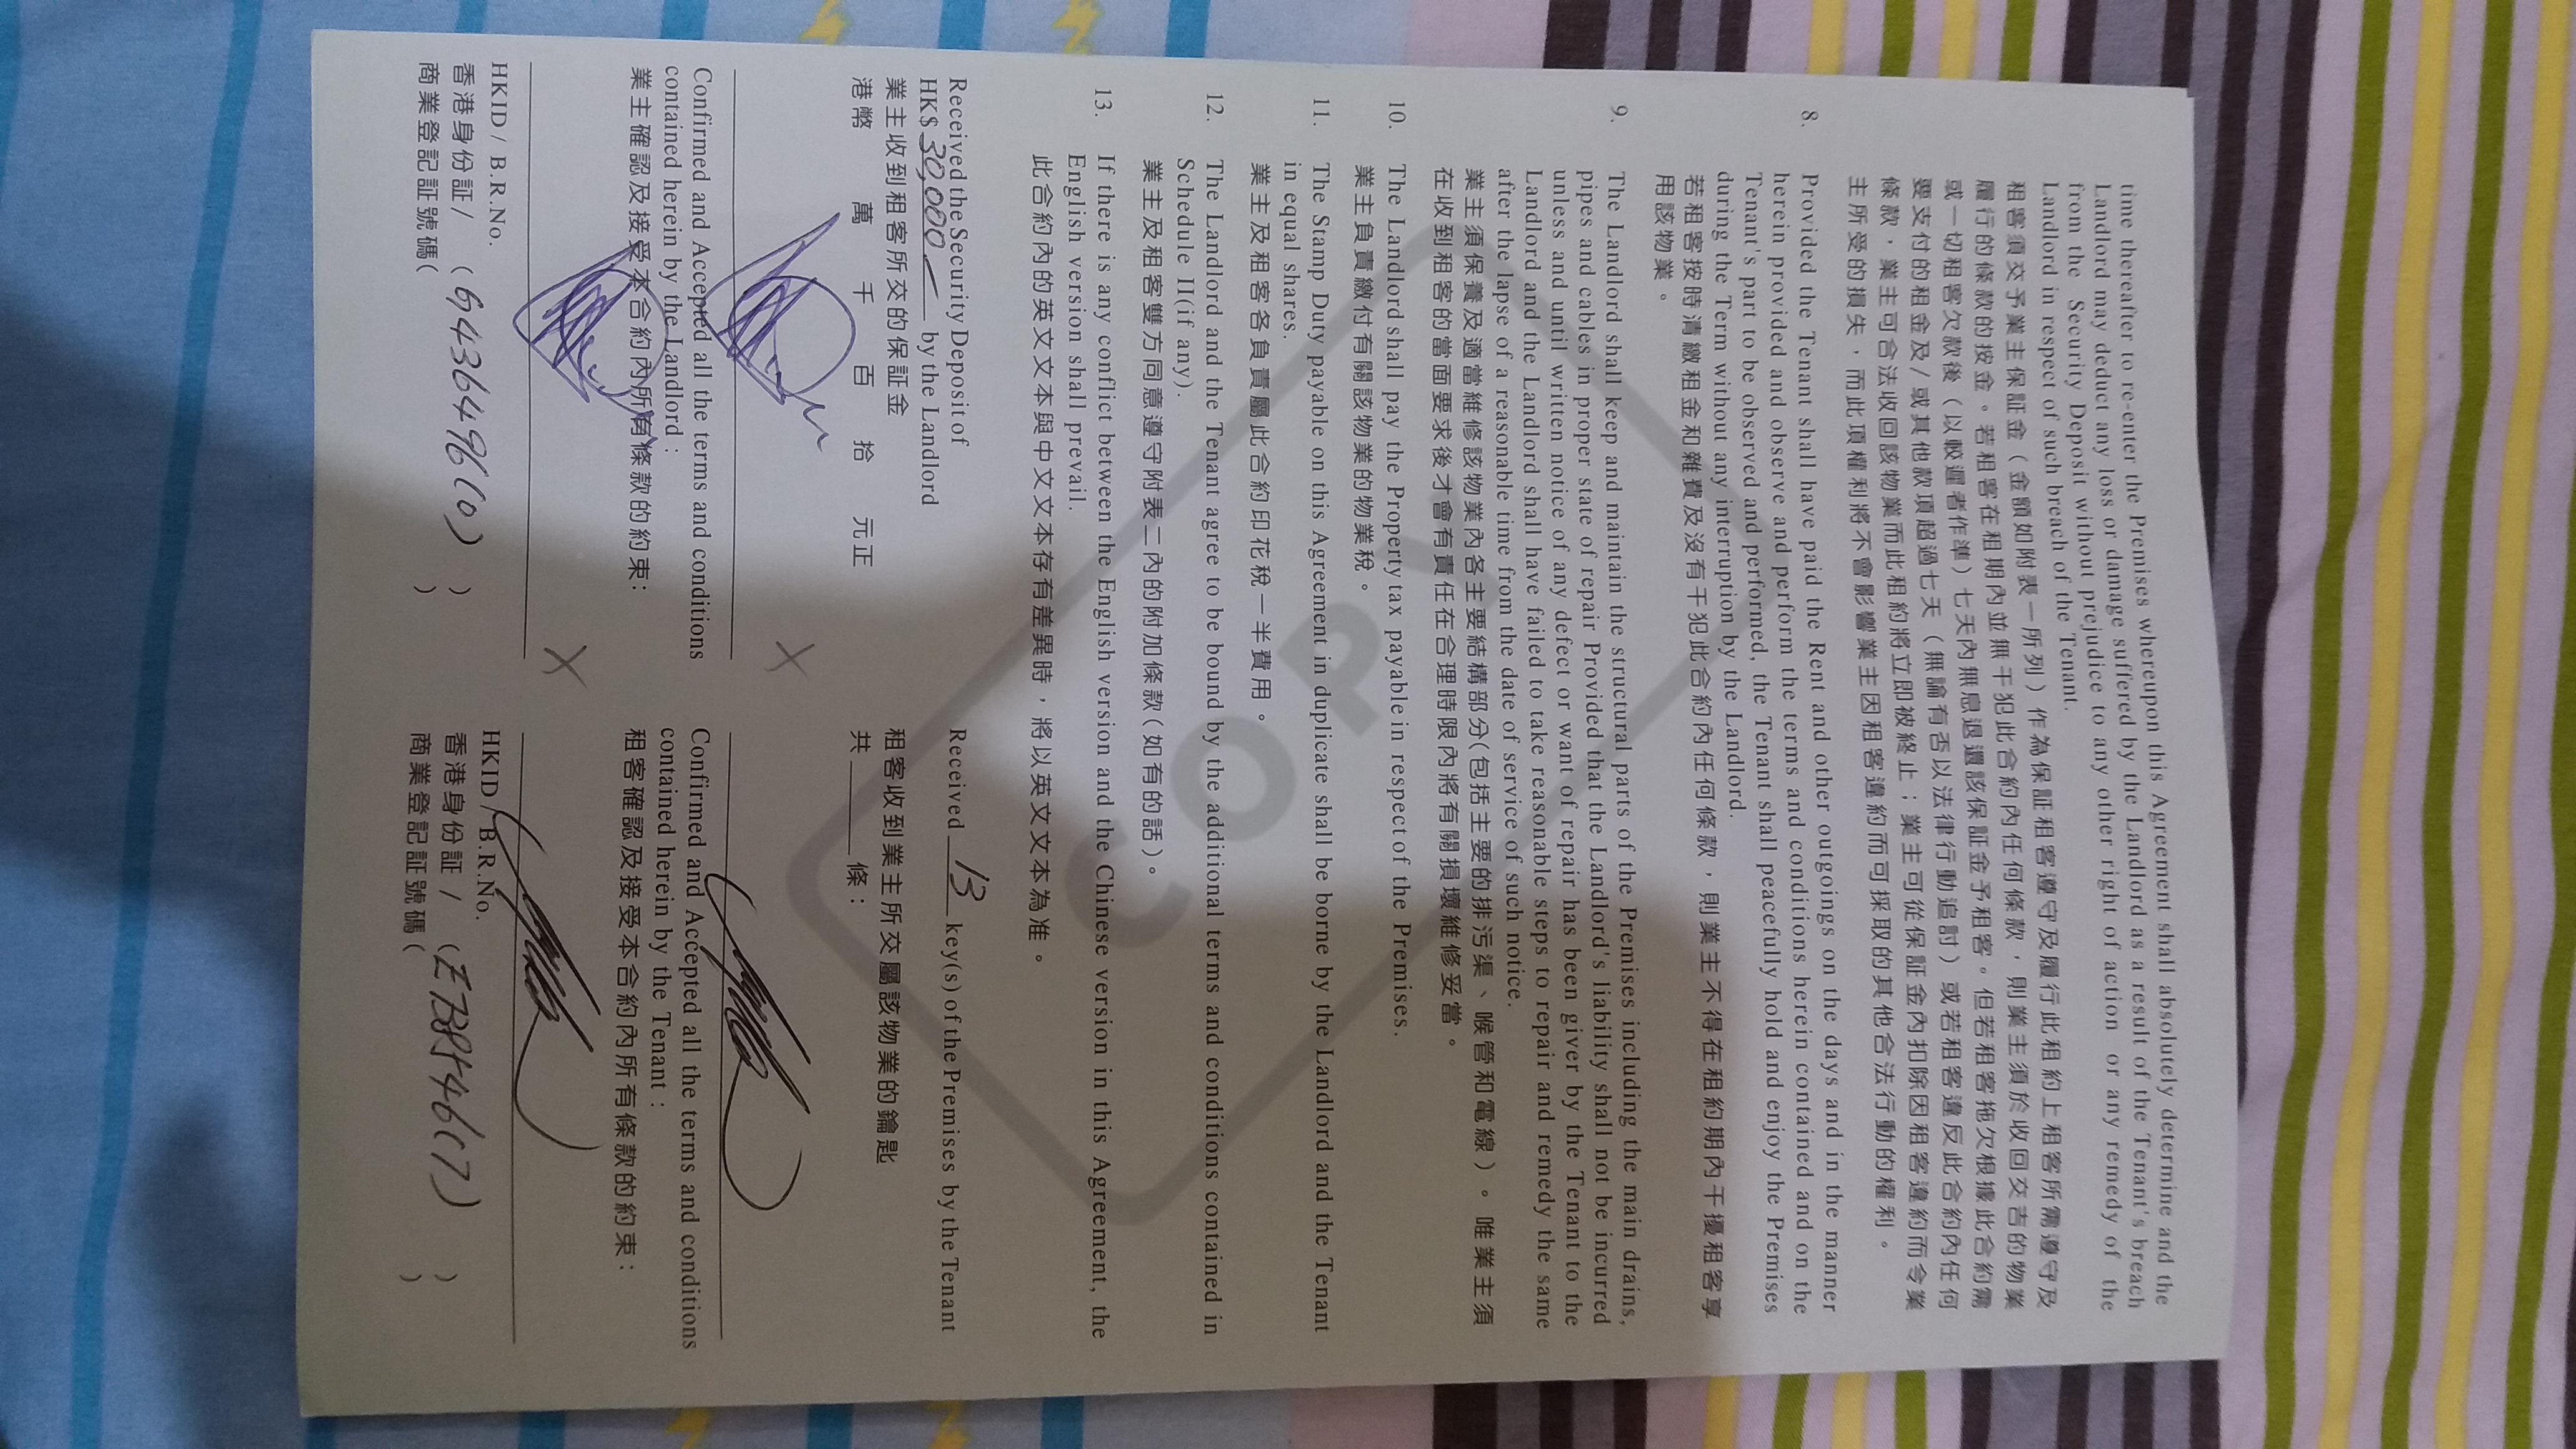 time thereafter to re-enter the Premises whereupon this Agreement shall absolutely determine and the
Landlord may deduct any loss or damage suffered by the Landlord as a result of the Tenant's breach
from the Security Deposit without prejudice to any other right of action or any remedy of the
Landlord in respect of such breach of the Tenant.
租客須交予業主保証金（金額如附表一所列）作為保証租客遵守及履行此租約上租客所需遵守及
履行的條款的按金。若租客在租期內並無干犯此合約內任何條款，則業主須於收回交吉的物業
或一切租客欠款後（以較遲者作準）七天內無息退還該保証金予租客。但若租客拖欠根據此合約需
要支付的租金及/或其他款項超過七天（無論有否以法律行動追討）或若租客違反此合約內任何
條款，業主可合法收回該物業而此租約將立即被終止；業主可從保証金內扣除因租客違約而令業
主所受的損失，而此項權利將不會影響業主因租客違約而可採取的其他合法行動的權利。
8. Provided the Tenant shall have paid the Rent and other outgoings on the days and in the manner
herein provided and observe and perform the terms and conditions herein contained and on the
Tenant's part to be observed and performed, the Tenant shall peacefully hold and enjoy the Premises
during the Term without any interruption by the Landlord.
若租客按時清繳租金和雜費及沒有干犯此合約內任何條款，則業主不得在租約期內干擾租客享
用該物業。
9. The Landlord shall keep and maintain the structural parts of the Premises including the main drains,
pipes and cables in proper state of repair Provided that the Landlord's liability shall not be incurred
unless and until written notice of any defect or want of repair has been giver by the Tenant to the
Landlord and the Landlord shall have failed to take reasonable steps to repair and remedy the same
after the lapse of a reasonable time from the date of service of such notice.
業主須保養及適當維修該物業內各主要結構部分(包括主要的排污渠、喉管和電線）。唯業主須
在收到租客的當面要求後才會有責任在合理時限內將有關損壞維修妥當。
10. The Landlord shall pay the Property tax payable in respect of the Premises.
業主負責繳付有關該物業的物業稅。
11. The Stamp Duty payable on this Agreement in duplicate shall be borne by the Landlord and the Tenant
in equal shares.
業主及租客各負責屬此合約印花稅一半費用。
12. The Landlord and the Tenant agree to be bound by the additional terms and conditions contained in
Schedule II(if any).
業主及租客雙方同意遵守附表二內的附加條款(如有的話)。
13. If there is any conflict between the English version and the Chinese version in this Agreement, the
English version shall prevail.
此合約內的英文文本與中文文本存有差異時，將以英文文本為准。
COPY
Received the Security Deposit of
HK$ 30,000 — by the Landlord
業主收到租客所交的保証金
港幣 萬 千 百 拾 元正
X
Confirmed and Accepted all the terms and conditions
contained herein by the Landlord :
業主確認及接受本合約內所有條款的約束：
X
HKID / B.R.No.
香港身份証 / ( G436496(0) )
商業登記証號碼( )
Received 13 key(s) of the Premises by the Tenant
租客收到業主所交屬該物業的鑰匙
共 條：
Confirmed and Accepted all the terms and conditions
contained herein by the Tenant :
租客確認及接受本合約內所有條款的約束：
HKID / B.R.No.
香港身份証 / ( )
商業登記証號碼( )